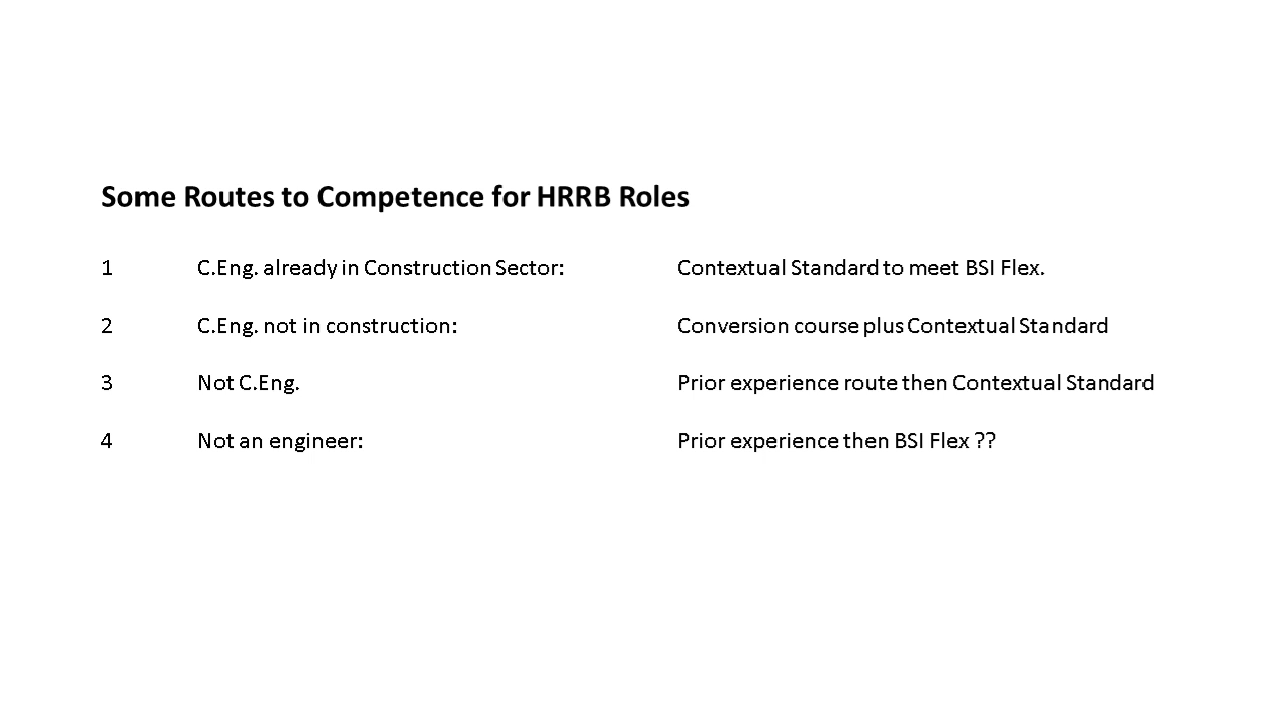 Some Routes to Competence for HRRB Roles
1 C.Eng. already in Construction Sector: Contextual Standard to meet BSI Flex.
2 C.Eng. not in construction: Conversion course plus Contextual Standard
3 Not C.Eng. Prior experience route then Contextual Standard
4 Not an engineer: Prior experience then BSI Flex ??